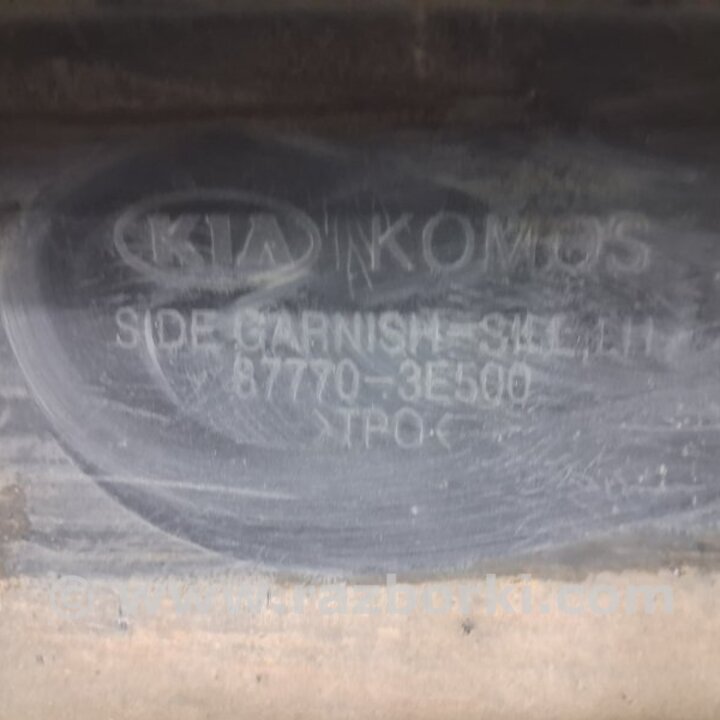 KIA KOMOS
SIDE GARNISH-SILL, LH
87770-3E500
>TPO<
© www.razborki.com